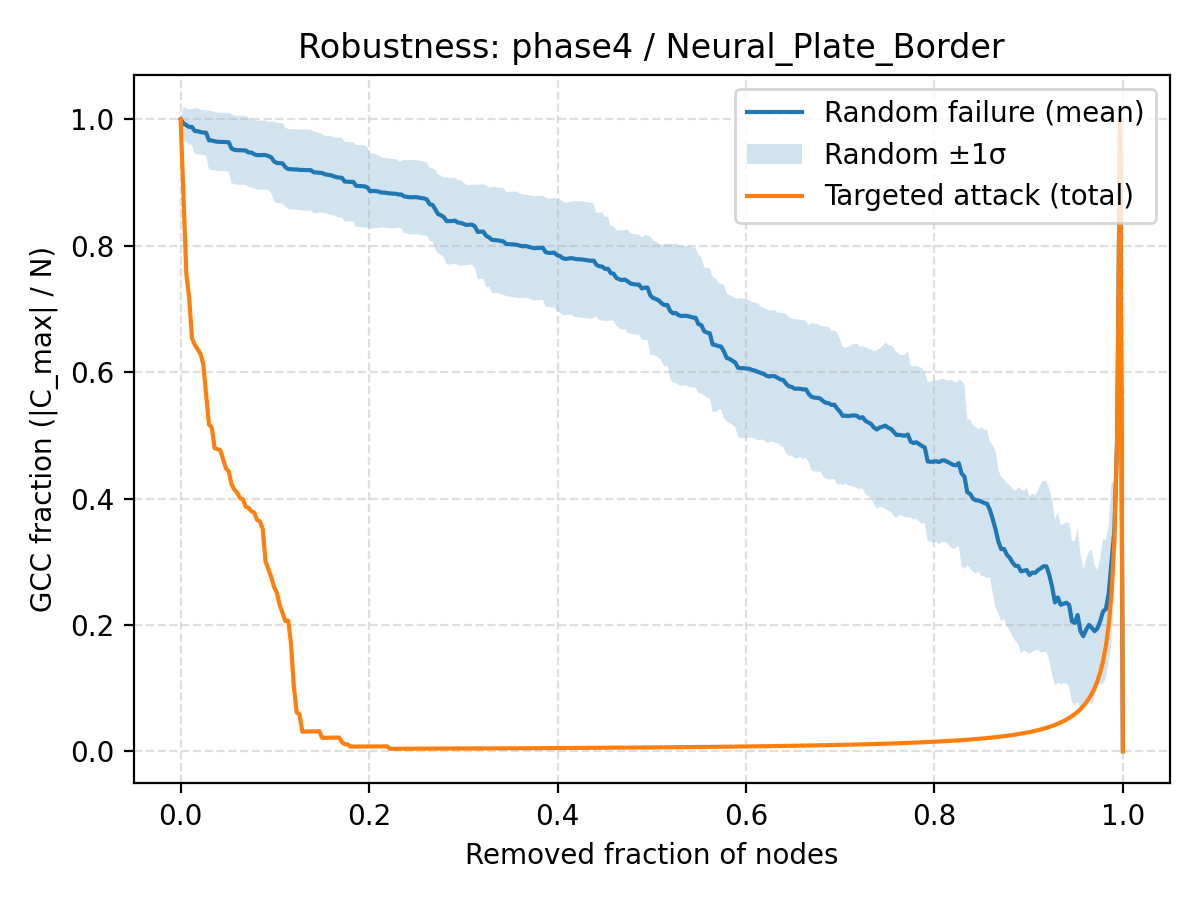 Robustness: phase4 / Neural_Plate_Border
GCC fraction (|C_max| / N)
1.0
0.8
0.6
0.4
0.2
0.0
Random failure (mean)
Random ±1σ
Targeted attack (total)
0.0 0.2 0.4 0.6 0.8 1.0
Removed fraction of nodes